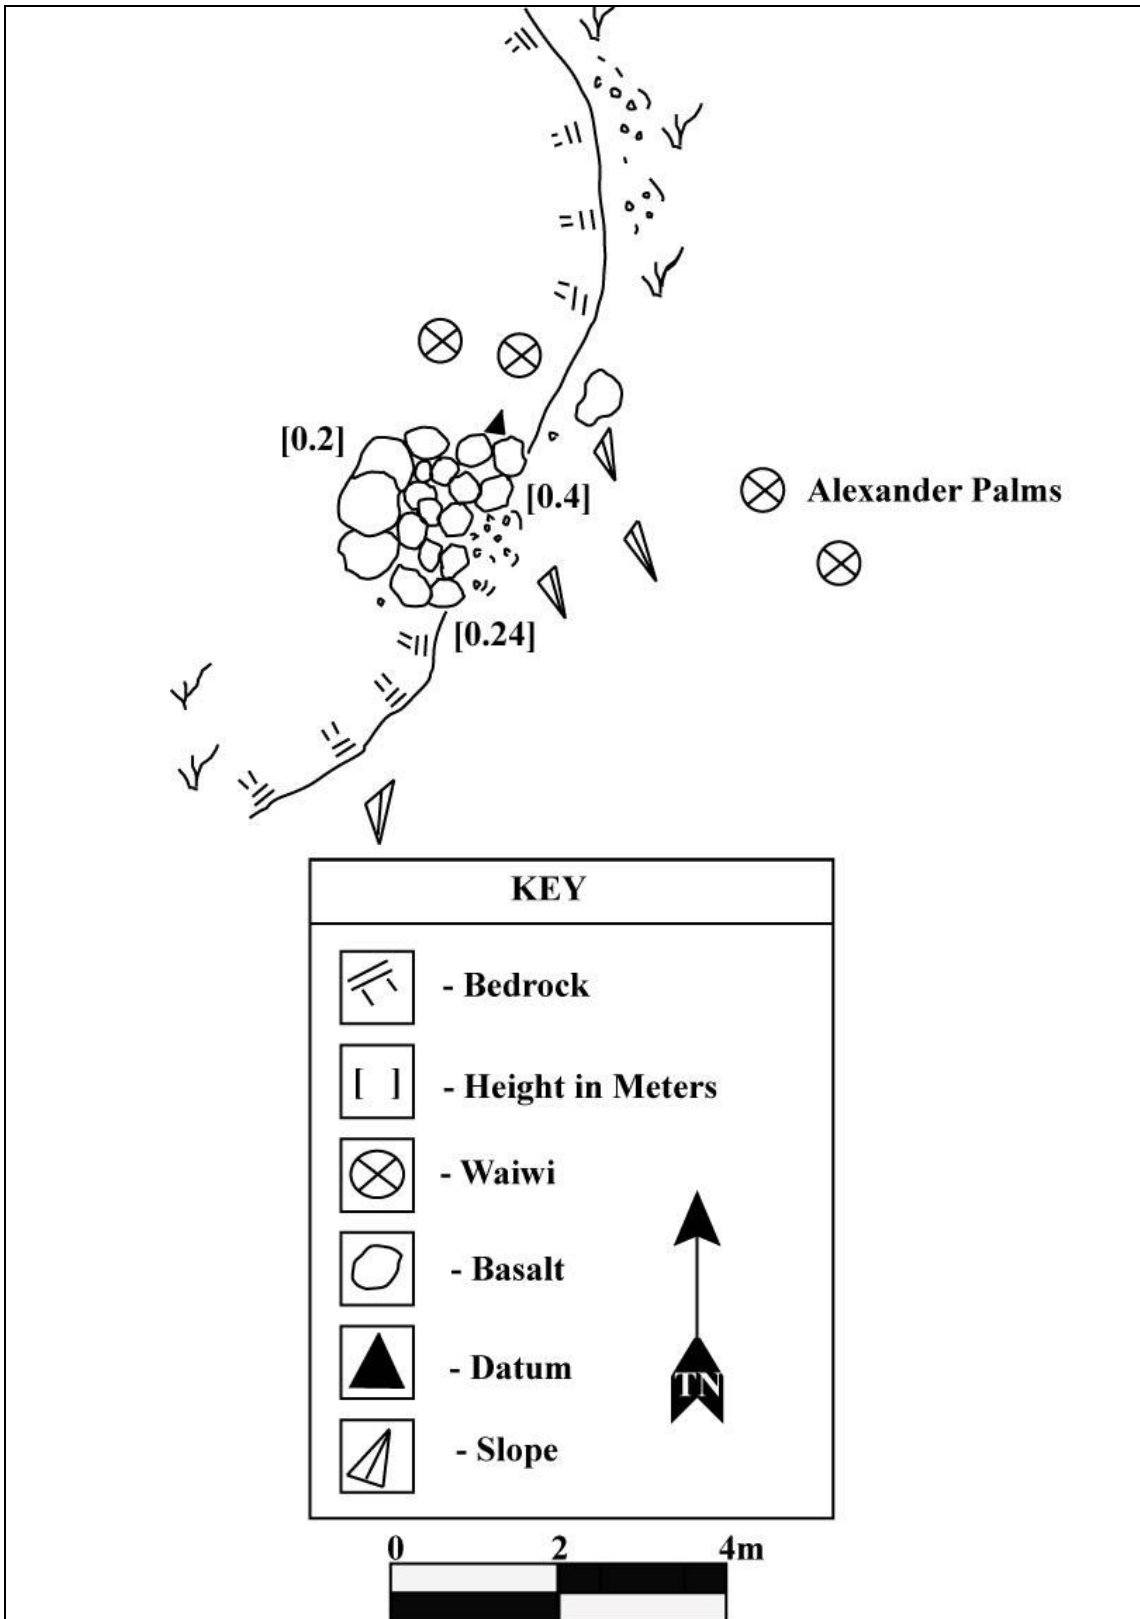 [0.2]
[0.4]
Alexander Palms
[0.24]
KEY
- Bedrock
[ ] - Height in Meters
- Waiwi
- Basalt
- Datum
TN
- Slope
0 2 4m